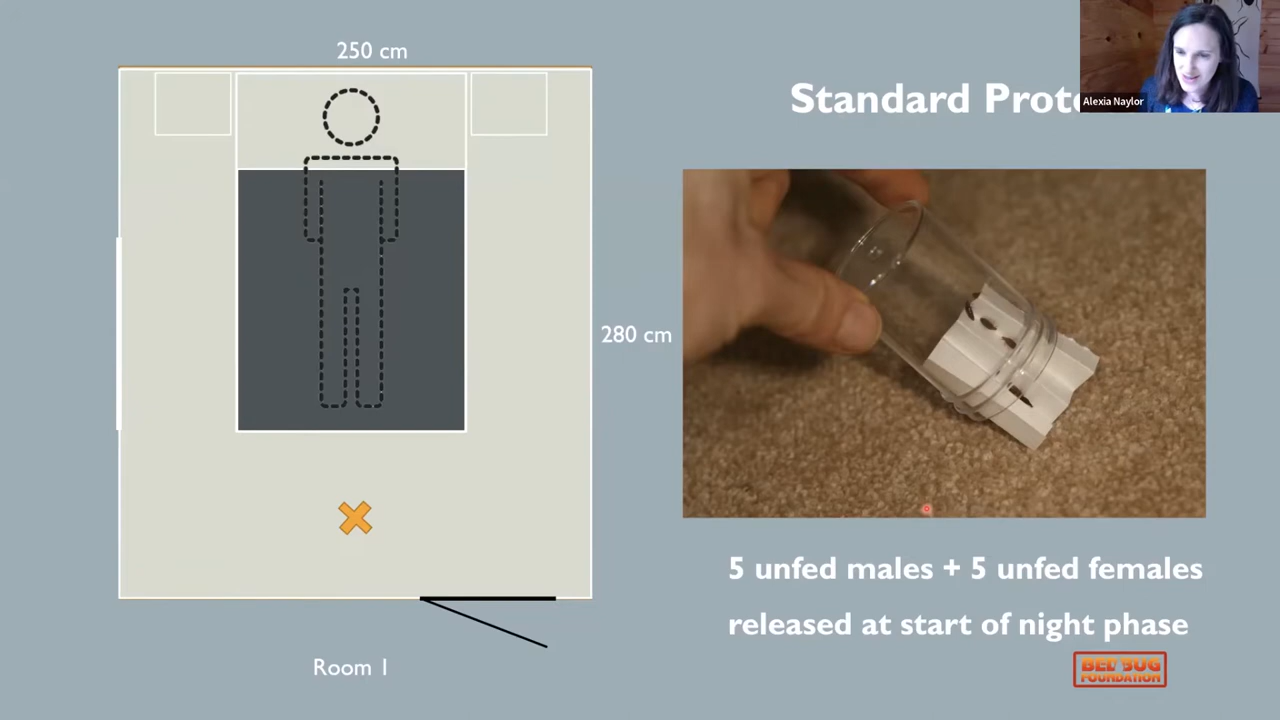 250 cm
Standard Proto
Alexia Naylor
280 cm
5 unfed males + 5 unfed females
released at start of night phase
Room 1
BED BUG
FOUNDATION